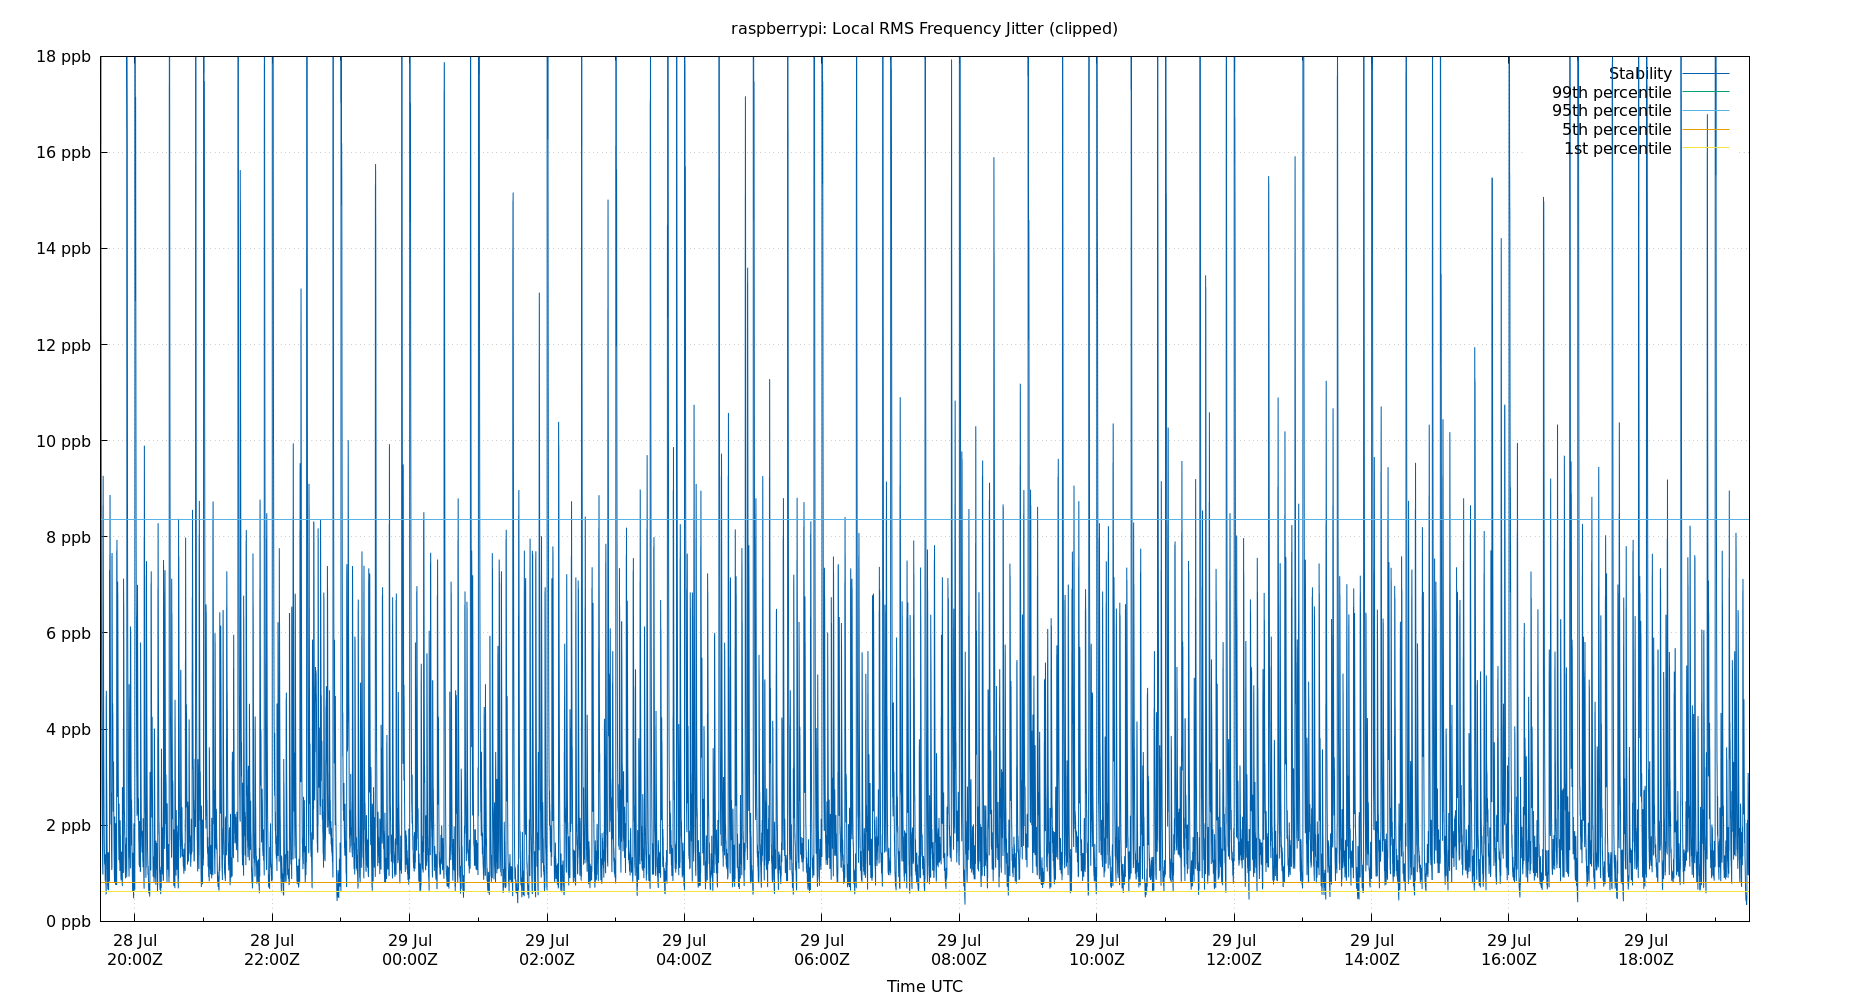 raspberrypi: Local RMS Frequency Jitter (clipped)
18 ppb
16 ppb
14 ppb
12 ppb
10 ppb
8 ppb
6 ppb
4 ppb
2 ppb
0 ppb
Stability
99th percentile
95th percentile
5th percentile
1st percentile
28 Jul
20:00Z
28 Jul
22:00Z
29 Jul
00:00Z
29 Jul
02:00Z
29 Jul
04:00Z
29 Jul
06:00Z
29 Jul
08:00Z
29 Jul
10:00Z
29 Jul
12:00Z
29 Jul
14:00Z
29 Jul
16:00Z
29 Jul
18:00Z
Time UTC